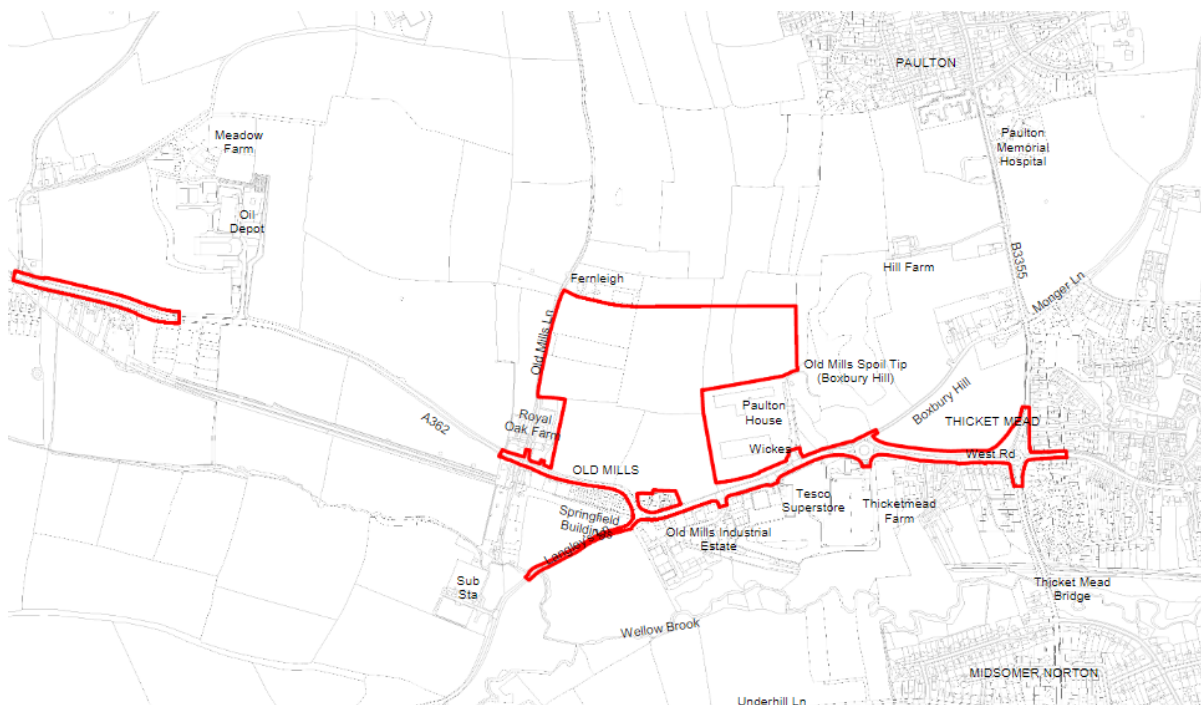 PAULTON
Meadow
Farm
Paulton
Memorial
Hospital
Oil
Depot
B3355
Hill Farm
Fernleigh
Monger Ln
Old Mills Ln
Old Mills Spoil Tip
(Boxbury Hill)
Boxbury Hill
Paulton
House
Royal
Oak Farm
A362
THICKET MEAD
Wickes
West Rd
OLD MILLS
Tesco
Superstore
Thicketmead
Farm
Springfield
Buildings
Langleys Ln
Old Mills Industrial
Estate
Sub
Sta
Thicket Mead
Bridge
Wellow Brook
MIDSOMER NORTON
Underhill Ln